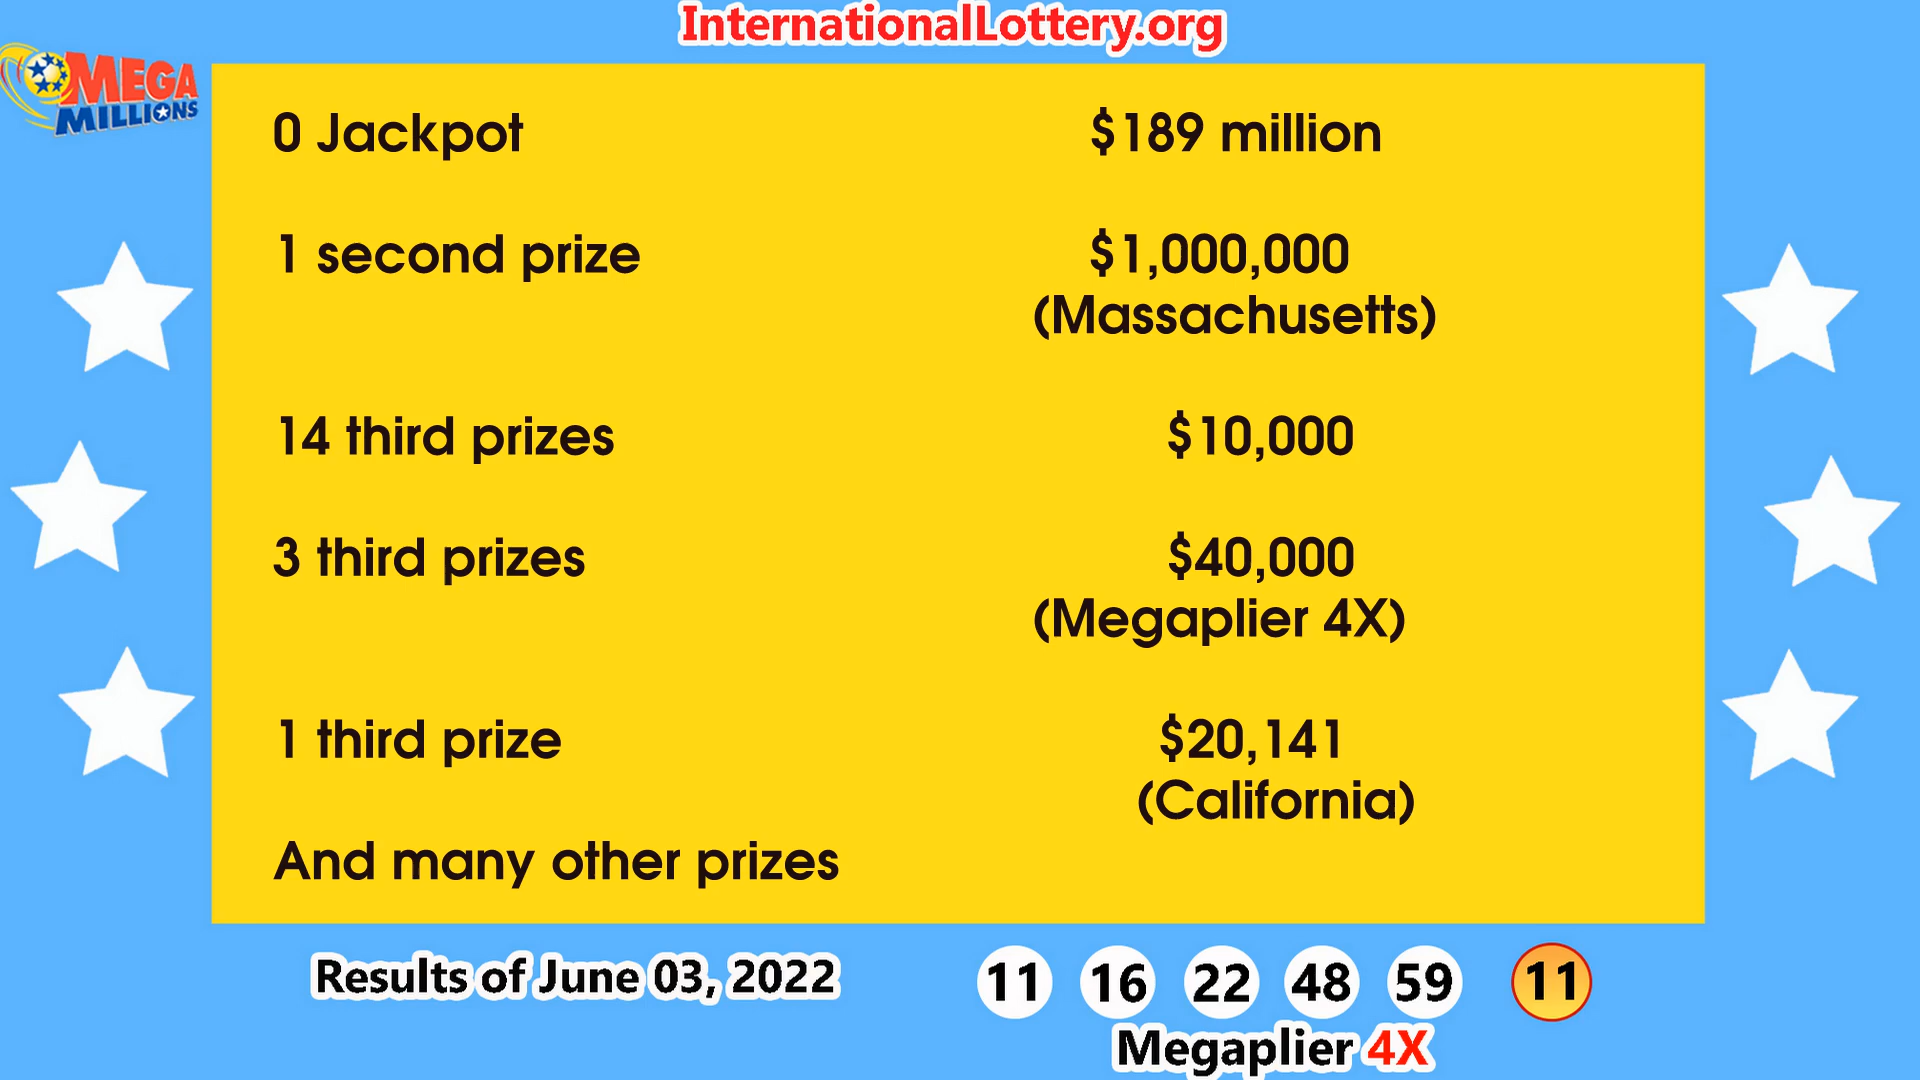 InternationalLottery.org
MEGA
MILLIONS
0 Jackpot $189 million
1 second prize $1,000,000
(Massachusetts)
14 third prizes $10,000
3 third prizes $40,000
(Megaplier 4X)
1 third prize $20,141
(California)
And many other prizes
Results of June 03, 2022 11 16 22 48 59 11
Megaplier 4X